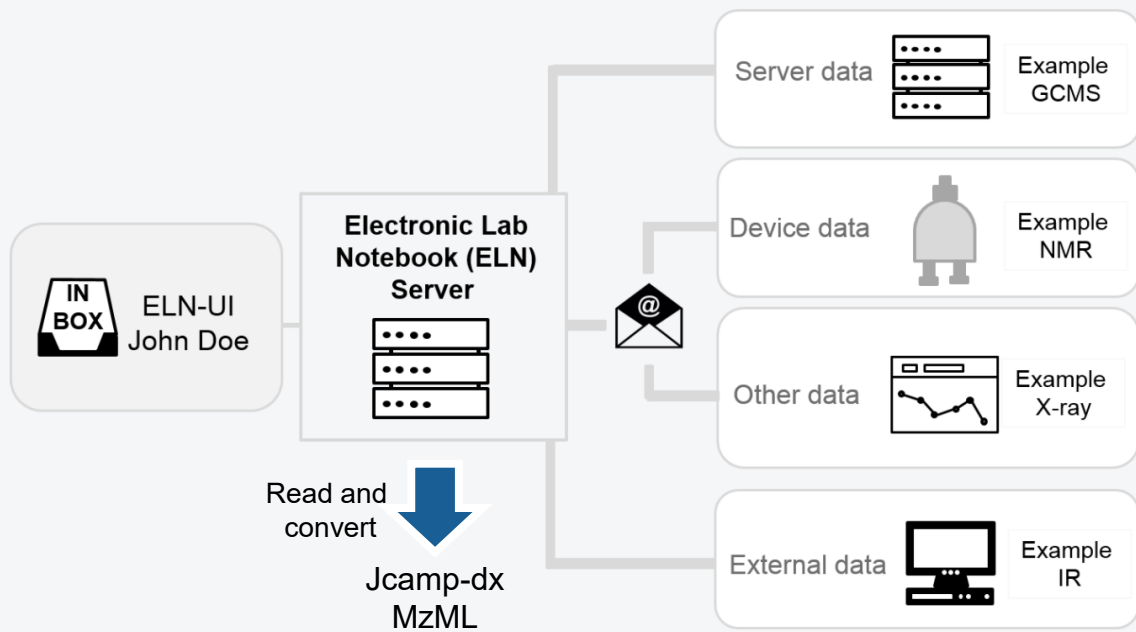 IN
BOX
ELN-UI
John Doe
Electronic Lab
Notebook (ELN)
Server
Read and
convert
Jcamp-dx
MzML
@
Server data
Example
GCMS
Device data
Example
NMR
Other data
Example
X-ray
External data
Example
IR